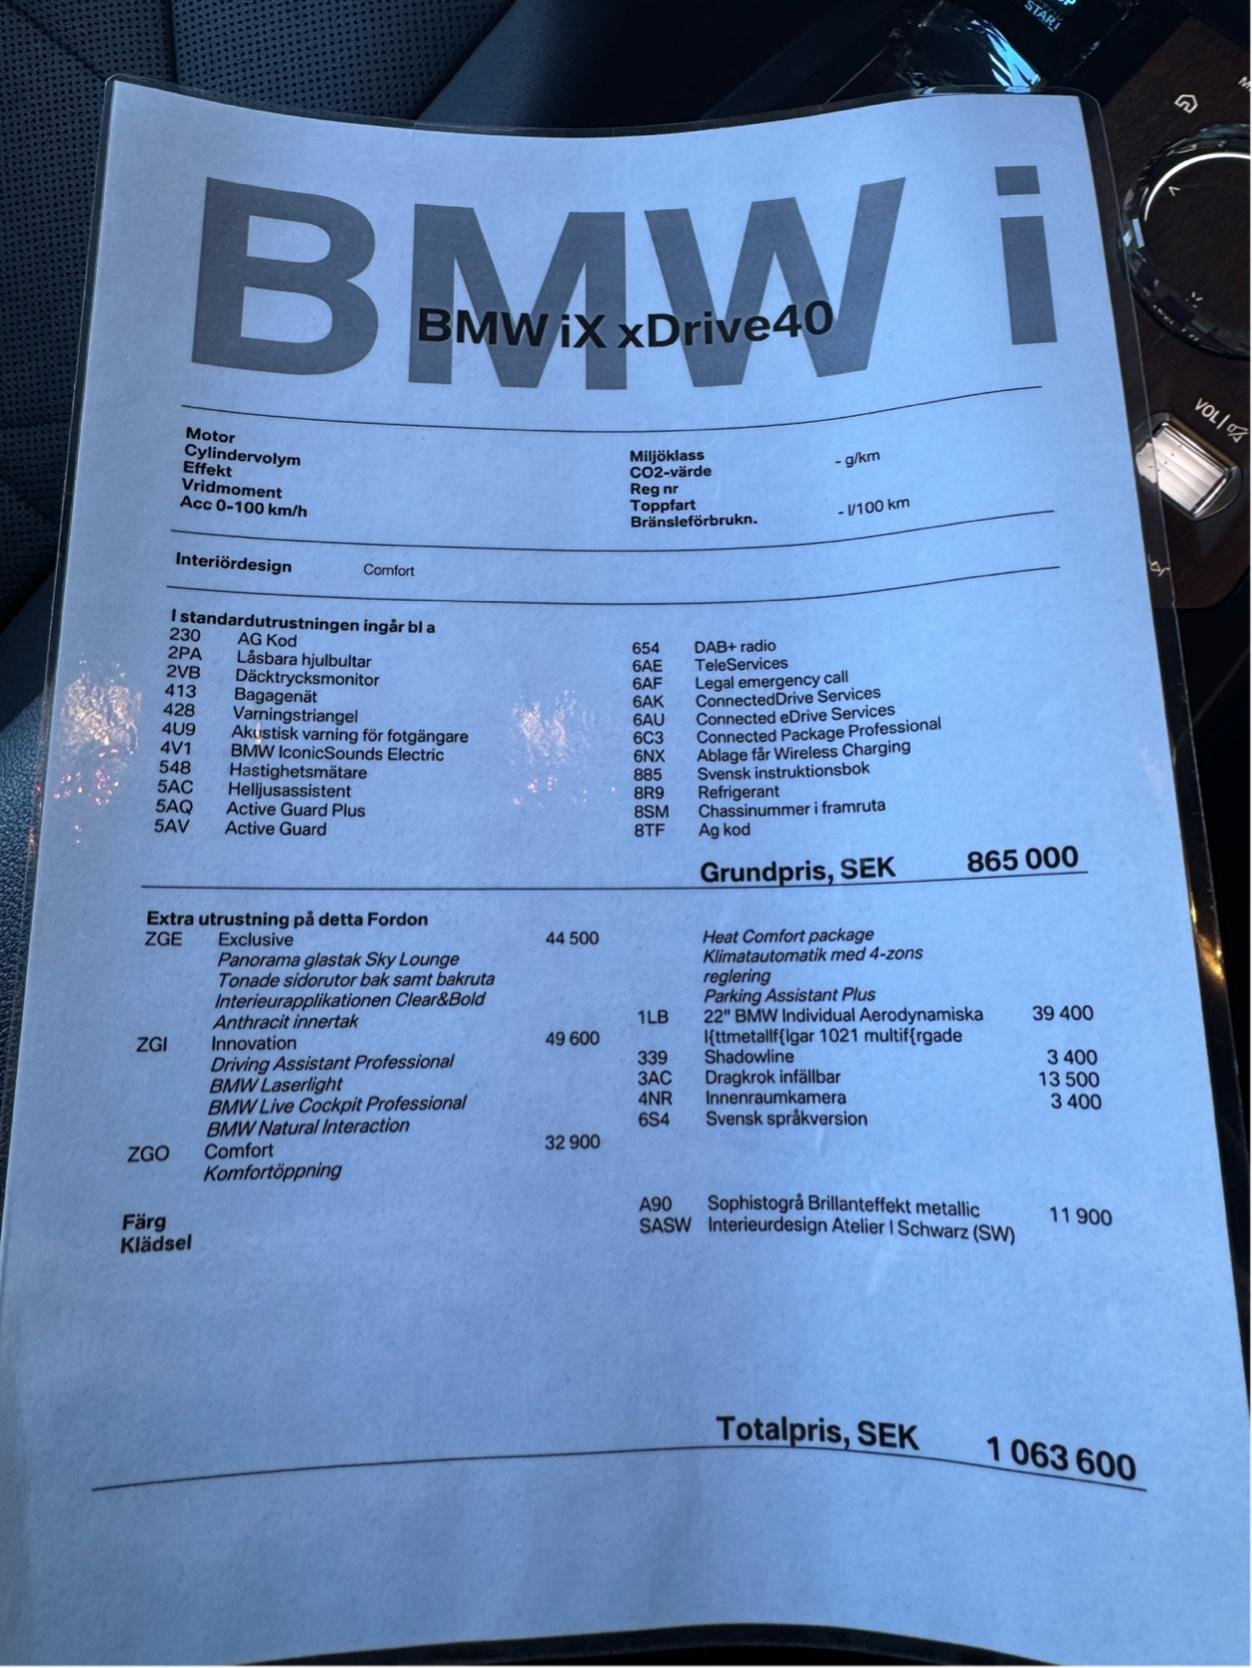 START
BMW i
BMW iX xDrive40
Motor
Cylindervolym
Effekt
Vridmoment
Acc 0-100 km/h
Miljöklass
CO2-värde - g/km
Reg nr
Toppfart
Bränsleförbrukn. - l/100 km
Interiördesign Comfort
I standardutrustningen ingår bl a
230 AG Kod
2PA Låsbara hjulbultar
2VB Däcktrycksmonitor
413 Bagagenät
428 Varningstriangel
4U9 Akustisk varning för fotgängare
4V1 BMW IconicSounds Electric
548 Hastighetsmätare
5AC Helljusassistent
5AQ Active Guard Plus
5AV Active Guard
654 DAB+ radio
6AE TeleServices
6AF Legal emergency call
6AK ConnectedDrive Services
6AU Connected eDrive Services
6C3 Connected Package Professional
6NX Ablage får Wireless Charging
885 Svensk instruktionsbok
8R9 Refrigerant
8SM Chassinummer i framruta
8TF Ag kod
Grundpris, SEK 865 000
Extra utrustning på detta Fordon
ZGE Exclusive 44 500
Panorama glastak Sky Lounge
Tonade sidorutor bak samt bakruta
Interieurapplikationen Clear&Bold
Anthracit innertak
ZGI Innovation 49 600
Driving Assistant Professional
BMW Laserlight
BMW Live Cockpit Professional
BMW Natural Interaction
ZGO Comfort 32 900
Komfortöppning
Heat Comfort package
Klimatautomatik med 4-zons
reglering
Parking Assistant Plus
1LB 22" BMW Individual Aerodynamiska 39 400
l{ttmetallf{lgar 1021 multif{rgade
339 Shadowline 3 400
3AC Dragkrok infällbar 13 500
4NR Innenraumkamera 3 400
6S4 Svensk språkversion
Färg A90 Sophistogrå Brillanteffekt metallic 11 900
Klädsel SASW Interieurdesign Atelier I Schwarz (SW)
Totalpris, SEK 1 063 600
VOL